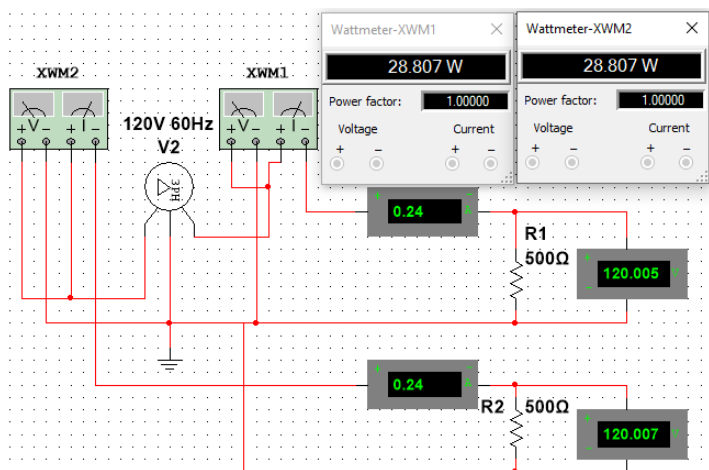 Wattmeter-XWM1
28.807 W
Power factor: 1.00000
Voltage Current
+ − + −
Wattmeter-XWM2
28.807 W
Power factor: 1.00000
Voltage Current
+ − + −
XWM2
+ V − + I −
120V 60Hz
V2
3PH
XWM1
+ V − + I −
+ −
0.24 A
R1
500Ω
+
120.005 V
−
+ −
0.24 A
R2 500Ω
+
120.007 V
−